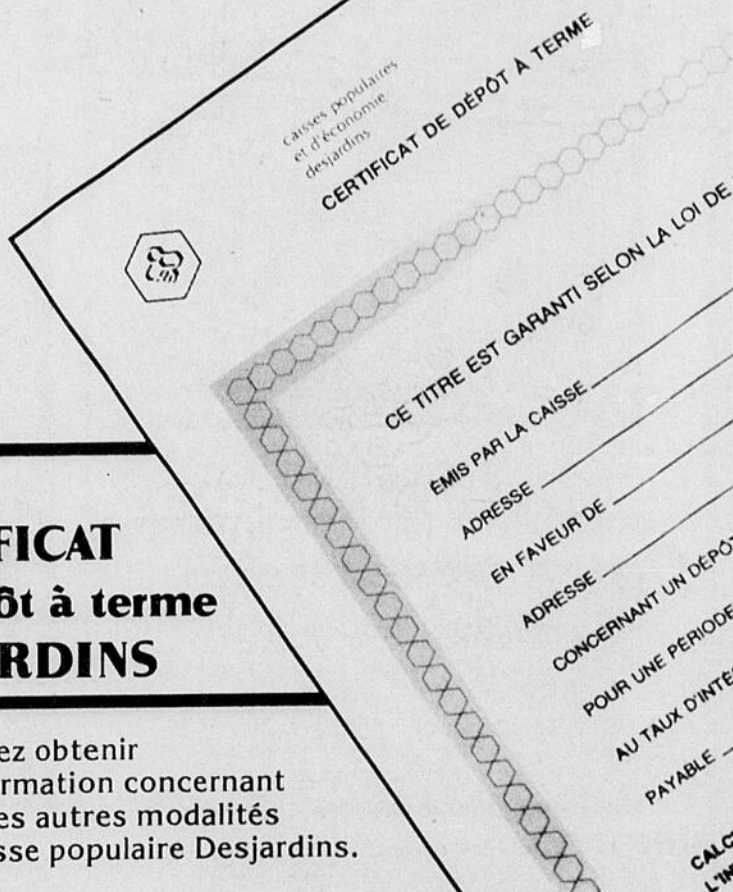 caisses populaires
et d'économie
desjardins
CERTIFICAT DE DÉPÔT À TERME
CE TITRE EST GARANTI SELON LA LOI DE
ÉMIS PAR LA CAISSE
ADRESSE
EN FAVEUR DE
ADRESSE
CONCERNANT UN DÉPÔT
POUR UNE PÉRIODE
AU TAUX D'INTÉ
PAYABLE
CALC
L'IN
FICAT
ôt à terme
RDINS
ez obtenir
rmation concernant
es autres modalités
sse populaire Desjardins.